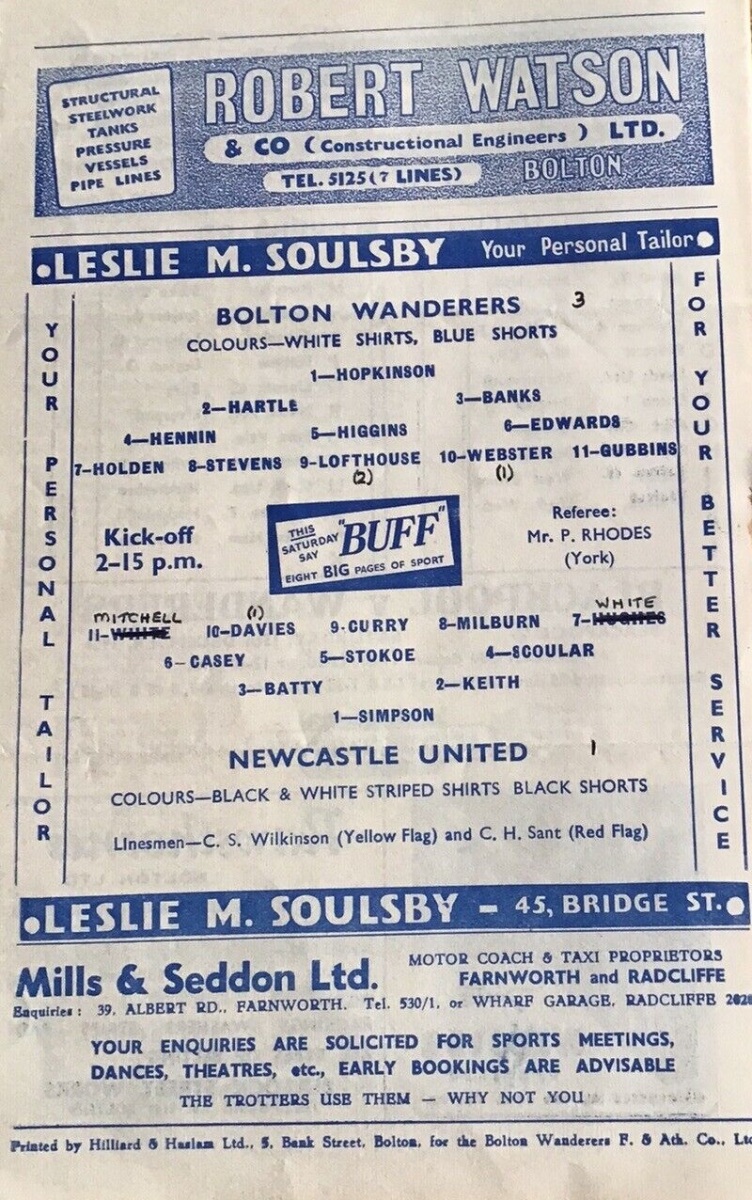 STRUCTURAL
STEELWORK
TANKS
PRESSURE
VESSELS
PIPE LINES
ROBERT WATSON
& CO (Constructional Engineers) LTD.
TEL. 5125 (7 LINES) BOLTON
LESLIE M. SOULSBY Your Personal Tailor
YOUR PERSONAL TAILOR
BOLTON WANDERERS 3
COLOURS—WHITE SHIRTS, BLUE SHORTS
1—HOPKINSON
2—HARTLE 3—BANKS
4—HENNIN 5—HIGGINS 6—EDWARDS
7-HOLDEN 8-STEVENS 9-LOFTHOUSE 10-WEBSTER 11-GUBBINS
(2) (1)
Kick-off
2-15 p.m.
THIS
SATURDAY
SAY
"BUFF"
EIGHT BIG PAGES OF SPORT
Referee:
Mr. P. RHODES
(York)
MITCHELL (1) WHITE
11-WHITE 10-DAVIES 9-CURRY 8-MILBURN 7-HUGHES
6-CASEY 5-STOKOE 4-SCOULAR
3-BATTY 2-KEITH
1-SIMPSON
NEWCASTLE UNITED 1
COLOURS—BLACK & WHITE STRIPED SHIRTS BLACK SHORTS
LInesmen—C. S. Wilkinson (Yellow Flag) and C. H. Sant (Red Flag)
FOR YOUR BETTER SERVICE
LESLIE M. SOULSBY - 45, BRIDGE ST.
Mills & Seddon Ltd.
MOTOR COACH & TAXI PROPRIETORS
FARNWORTH and RADCLIFFE
Enquiries: 39, ALBERT RD., FARNWORTH. Tel. 530/1, or WHARF GARAGE, RADCLIFFE 2028
YOUR ENQUIRIES ARE SOLICITED FOR SPORTS MEETINGS,
DANCES, THEATRES, etc., EARLY BOOKINGS ARE ADVISABLE
THE TROTTERS USE THEM - WHY NOT YOU
Printed by Hilliard & Haslam Ltd., 5, Bank Street, Bolton, for the Bolton Wanderers F. & Ath. Co., Ltd